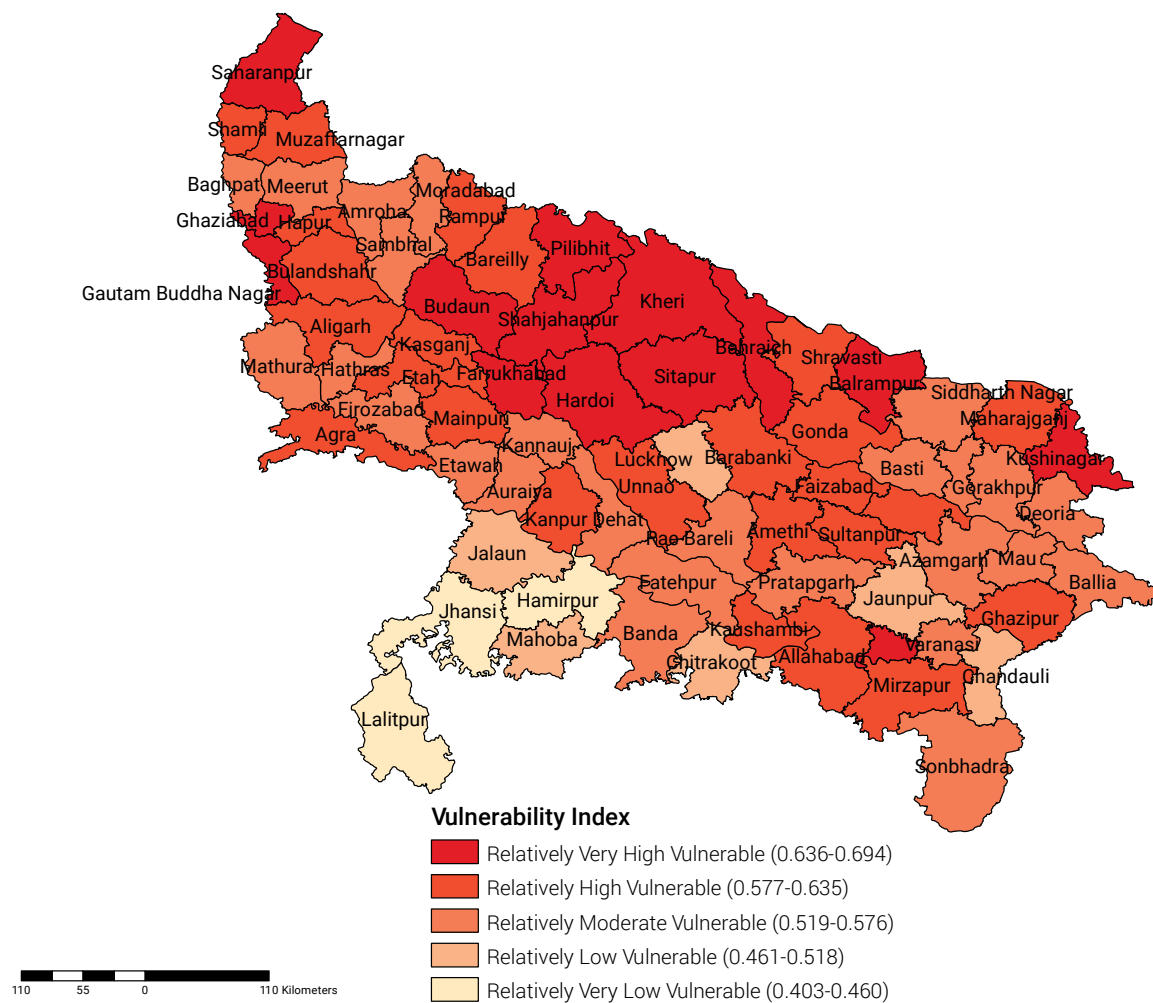 Saharanpur
Shamli
Muzaffarnagar
Baghpat
Meerut
Moradabad
Amroha
Rampur
Ghaziabad
Hapur
Sambhal
Pilibhit
Bareilly
Bulandshahr
Gautam Buddha Nagar
Kheri
Budaun
Shahjahanpur
Aligarh
Kasganj
Bahraich
Shravasti
Mathura
Hathras
Etah
Farrukhabad
Sitapur
Balrampur
Siddharth Nagar
Hardoi
Firozabad
Mainpuri
Maharajganj
Agra
Gonda
Kannauj
Lucknow
Barabanki
Kushinagar
Etawah
Basti
Unnao
Faizabad
Gorakhpur
Auraiya
Deoria
Kanpur Dehat
Rae Bareli
Amethi
Sultanpur
Jalaun
Azamgarh
Mau
Fatehpur
Pratapgarh
Ballia
Hamirpur
Jaunpur
Jhansi
Ghazipur
Mahoba
Banda
Kaushambi
Varanasi
Chitrakoot
Allahabad
Chandauli
Mirzapur
Lalitpur
Sonbhadra
Vulnerability Index
Relatively Very High Vulnerable (0.636-0.694)
Relatively High Vulnerable (0.577-0.635)
Relatively Moderate Vulnerable (0.519-0.576)
Relatively Low Vulnerable (0.461-0.518)
Relatively Very Low Vulnerable (0.403-0.460)
110 55 0 110 Kilometers